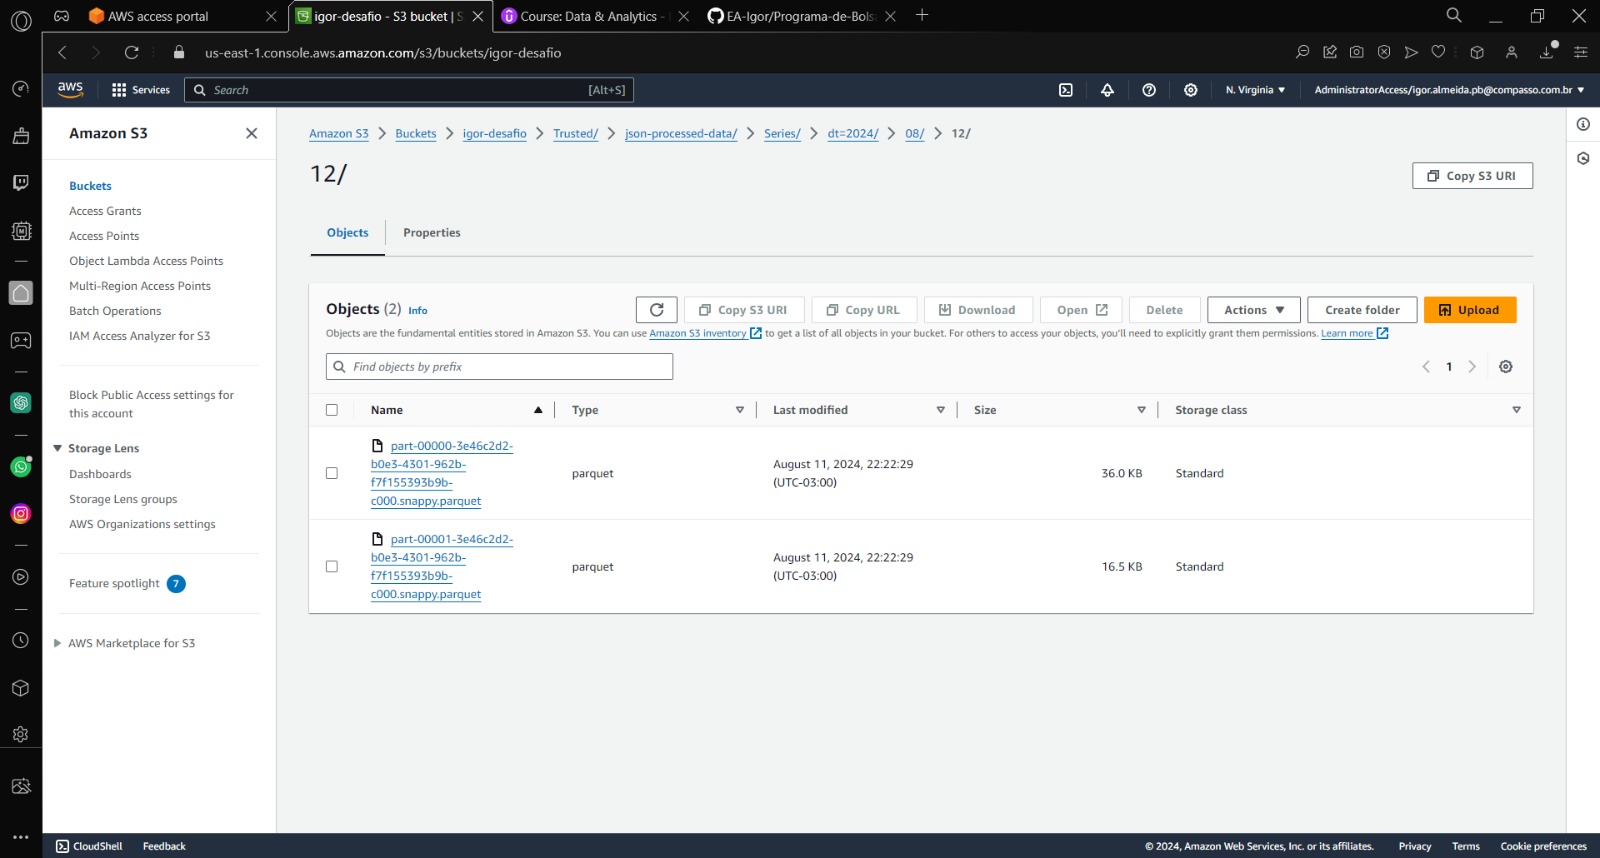 AWS access portal
igor-desafio - S3 bucket | S
Course: Data & Analytics -
EA-Igor/Programa-de-Bols
us-east-1.console.aws.amazon.com/s3/buckets/igor-desafio
aws
Services
Search
[Alt+S]
N. Virginia
AdministratorAccess/igor.almeida.pb@compasso.com.br
Amazon S3
Buckets
Access Grants
Access Points
Object Lambda Access Points
Multi-Region Access Points
Batch Operations
IAM Access Analyzer for S3
Block Public Access settings for
this account
Storage Lens
Dashboards
Storage Lens groups
AWS Organizations settings
Feature spotlight 7
AWS Marketplace for S3
Amazon S3 > Buckets > igor-desafio > Trusted/ > json-processed-data/ > Series/ > dt=2024/ > 08/ > 12/
12/
Copy S3 URI
Objects
Properties
Objects (2) Info
Copy S3 URI
Copy URL
Download
Open
Delete
Actions
Create folder
Upload
Objects are the fundamental entities stored in Amazon S3. You can use Amazon S3 inventory to get a list of all objects in your bucket. For others to access your objects, you'll need to explicitly grant them permissions. Learn more
Find objects by prefix
1
Name
Type
Last modified
Size
Storage class
part-00000-3e46c2d2-
b0e3-4301-962b-
f7f155393b9b-
c000.snappy.parquet
parquet
August 11, 2024, 22:22:29
(UTC-03:00)
36.0 KB
Standard
part-00001-3e46c2d2-
b0e3-4301-962b-
f7f155393b9b-
c000.snappy.parquet
parquet
August 11, 2024, 22:22:29
(UTC-03:00)
16.5 KB
Standard
CloudShell
Feedback
© 2024, Amazon Web Services, Inc. or its affiliates.
Privacy
Terms
Cookie preferences